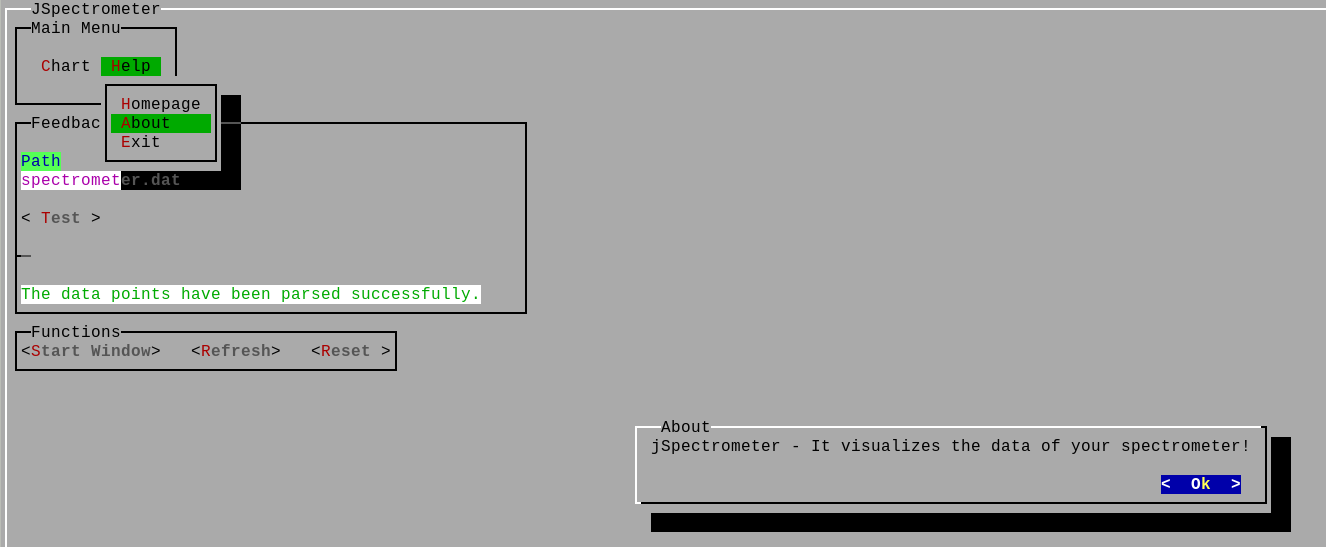 JSpectrometer
Main Menu
Chart Help
Homepage
About
Exit
Feedbac
Path
spectrometer.dat
< Test >
The data points have been parsed successfully.
Functions
<Start Window> <Refresh> <Reset >
About
jSpectrometer - It visualizes the data of your spectrometer!
< Ok >